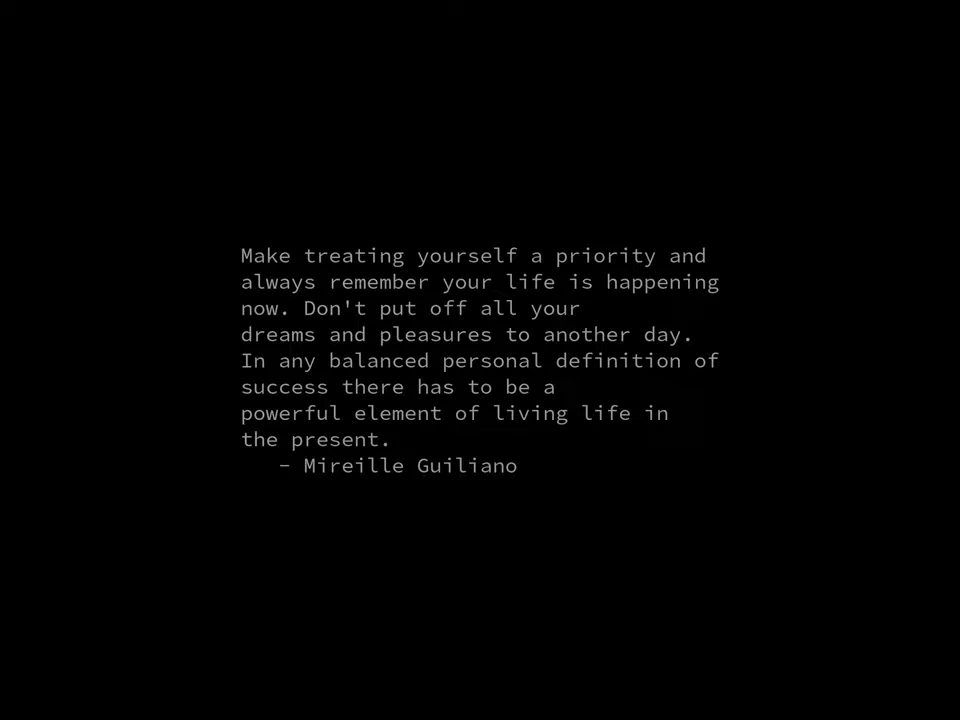 Make treating yourself a priority and
always remember your life is happening
now. Don't put off all your
dreams and pleasures to another day.
In any balanced personal definition of
success there has to be a
powerful element of living life in
the present.
– Mireille Guiliano